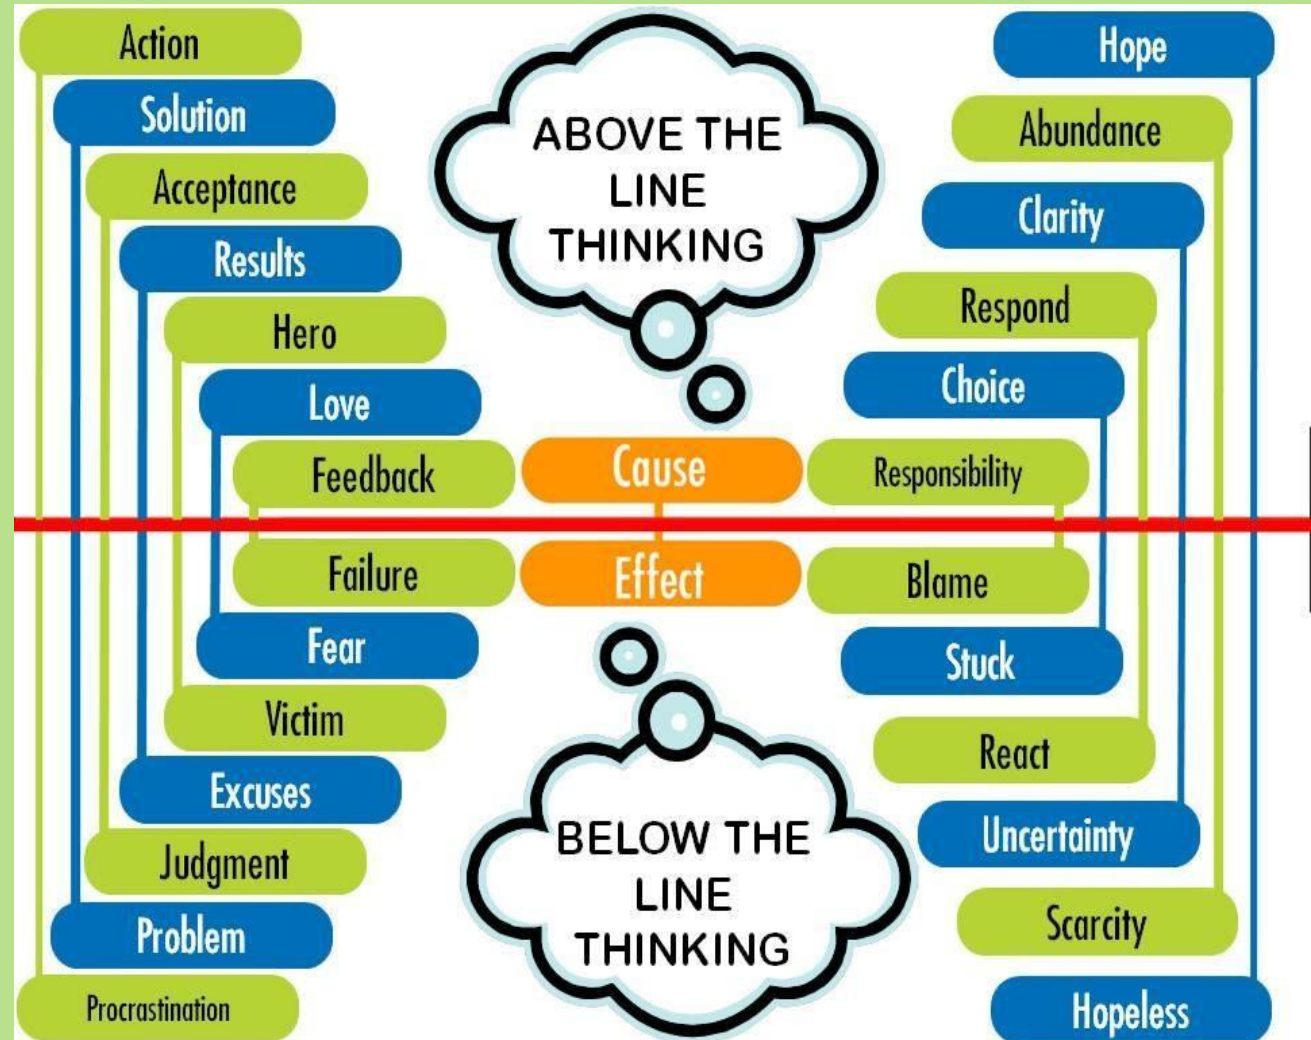 Action
Solution
Acceptance
Results
Hero
Love
Feedback
ABOVE THE
LINE
THINKING
Hope
Abundance
Clarity
Respond
Choice
Cause
Responsibility
Failure
Effect
Blame
Fear
Victim
Excuses
Judgment
Problem
Procrastination
BELOW THE
LINE
THINKING
Stuck
React
Uncertainty
Scarcity
Hopeless